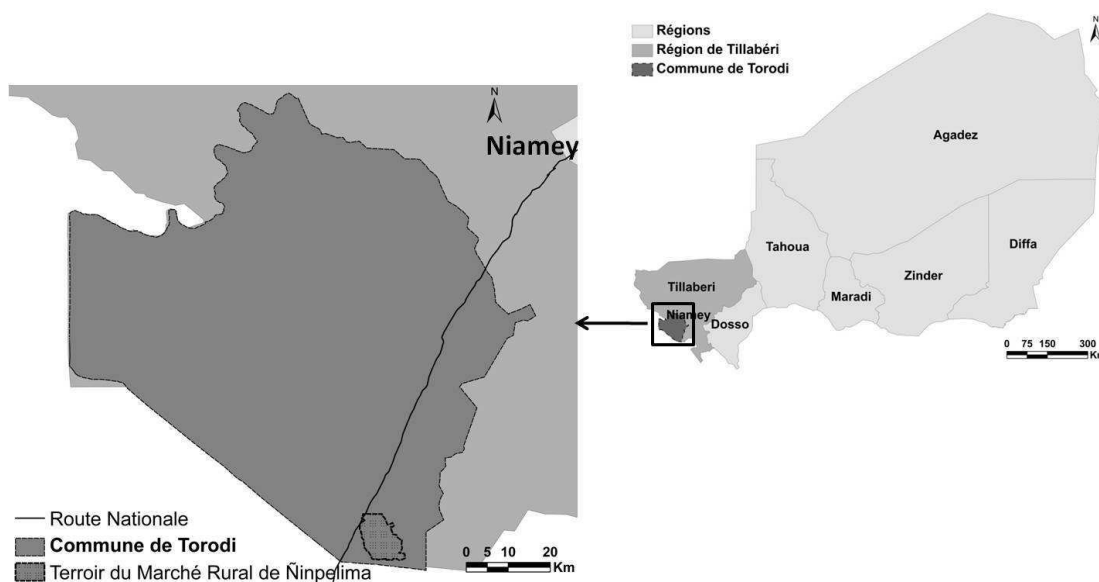 N
Niamey
Route Nationale
Commune de Torodi
Terroir du Marché Rural de Ñinpelima
0 5 10 20
Km
Régions
Région de Tillabéri
Commune de Torodi
N
Agadez
Tahoua
Diffa
Zinder
Maradi
Tillaberi
Niamey
Dosso
0 75 150 300
Km